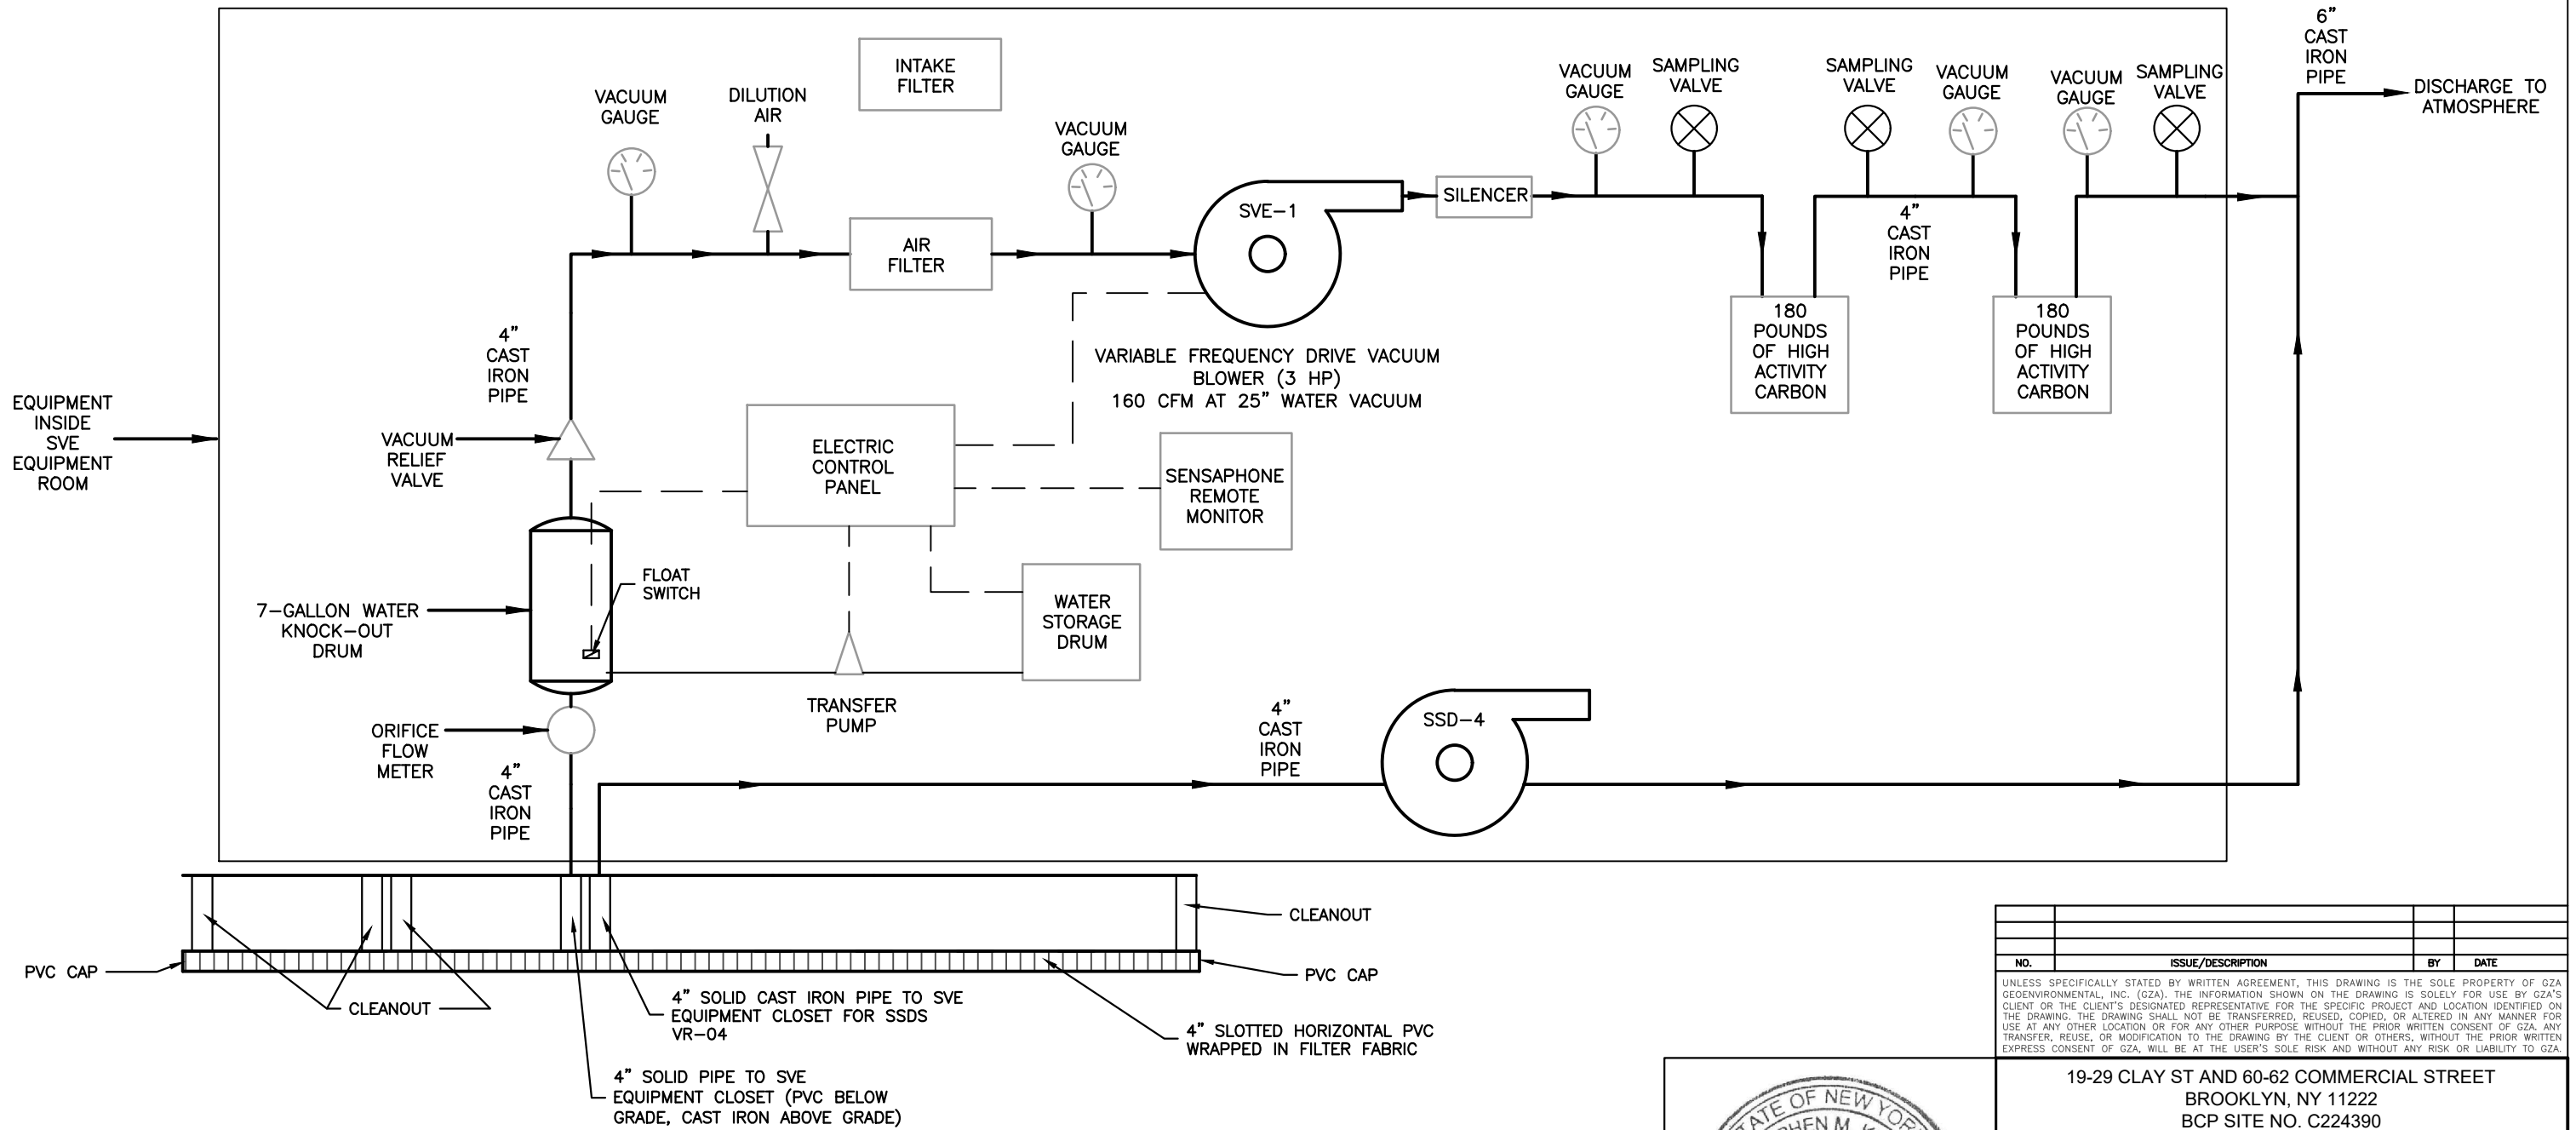 6"
CAST
IRON
PIPE
DISCHARGE TO
ATMOSPHERE
INTAKE
FILTER
VACUUM
GAUGE
DILUTION
AIR
VACUUM
GAUGE
VACUUM
GAUGE
SAMPLING
VALVE
SAMPLING
VALVE
VACUUM
GAUGE
VACUUM
GAUGE
SAMPLING
VALVE
AIR
FILTER
SVE-1
SILENCER
4"
CAST
IRON
PIPE
180
POUNDS
OF HIGH
ACTIVITY
CARBON
180
POUNDS
OF HIGH
ACTIVITY
CARBON
4"
CAST
IRON
PIPE
VARIABLE FREQUENCY DRIVE VACUUM
BLOWER (3 HP)
160 CFM AT 25" WATER VACUUM
EQUIPMENT
INSIDE
SVE
EQUIPMENT
ROOM
VACUUM
RELIEF
VALVE
ELECTRIC
CONTROL
PANEL
SENSAPHONE
REMOTE
MONITOR
FLOAT
SWITCH
7-GALLON WATER
KNOCK-OUT
DRUM
WATER
STORAGE
DRUM
TRANSFER
PUMP
ORIFICE
FLOW
METER
4"
CAST
IRON
PIPE
4"
CAST
IRON
PIPE
SSD-4
CLEANOUT
PVC CAP
PVC CAP
CLEANOUT
4" SOLID CAST IRON PIPE TO SVE
EQUIPMENT CLOSET FOR SSDS
VR-04
4" SLOTTED HORIZONTAL PVC
WRAPPED IN FILTER FABRIC
4" SOLID PIPE TO SVE
EQUIPMENT CLOSET (PVC BELOW
GRADE, CAST IRON ABOVE GRADE)
NO. ISSUE/DESCRIPTION BY DATE
UNLESS SPECIFICALLY STATED BY WRITTEN AGREEMENT, THIS DRAWING IS THE SOLE PROPERTY OF GZA
GEOENVIRONMENTAL, INC. (GZA). THE INFORMATION SHOWN ON THE DRAWING IS SOLELY FOR USE BY GZA'S
CLIENT OR THE CLIENT'S DESIGNATED REPRESENTATIVE FOR THE SPECIFIC PROJECT AND LOCATION IDENTIFIED ON
THE DRAWING. THE DRAWING SHALL NOT BE TRANSFERRED, REUSED, COPIED, OR ALTERED IN ANY MANNER FOR
USE AT ANY OTHER LOCATION OR FOR ANY OTHER PURPOSE WITHOUT THE PRIOR WRITTEN CONSENT OF GZA. ANY
TRANSFER, REUSE, OR MODIFICATION TO THE DRAWING BY THE CLIENT OR OTHERS, WITHOUT THE PRIOR WRITTEN
EXPRESS CONSENT OF GZA, WILL BE AT THE USER'S SOLE RISK AND WITHOUT ANY RISK OR LIABILITY TO GZA.
19-29 CLAY ST AND 60-62 COMMERCIAL STREET
BROOKLYN, NY 11222
BCP SITE NO. C224390
OF NEW